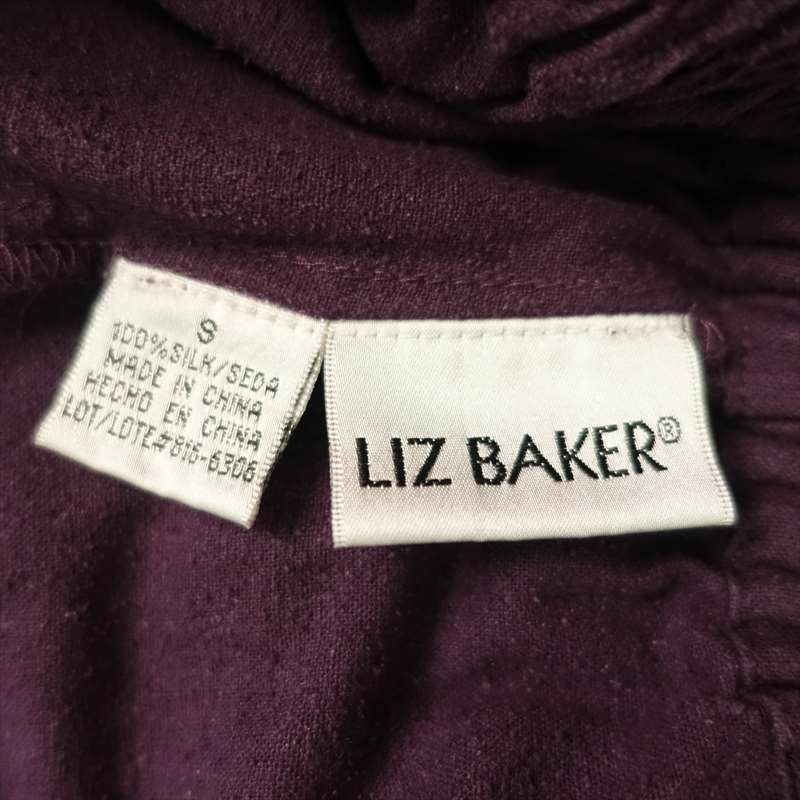 S
100% SILK/SEDA
MADE IN CHINA
HECHO EN CHINA
LOT/LOTE#816-6306
LIZ BAKER®